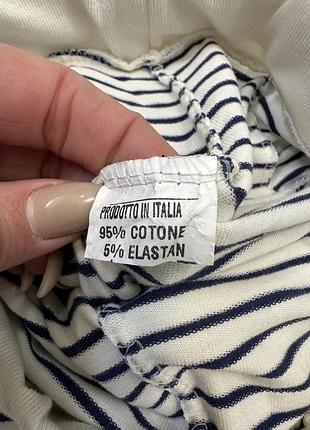 PRODOTTO IN ITALIA
95% COTONE
5% ELASTAN